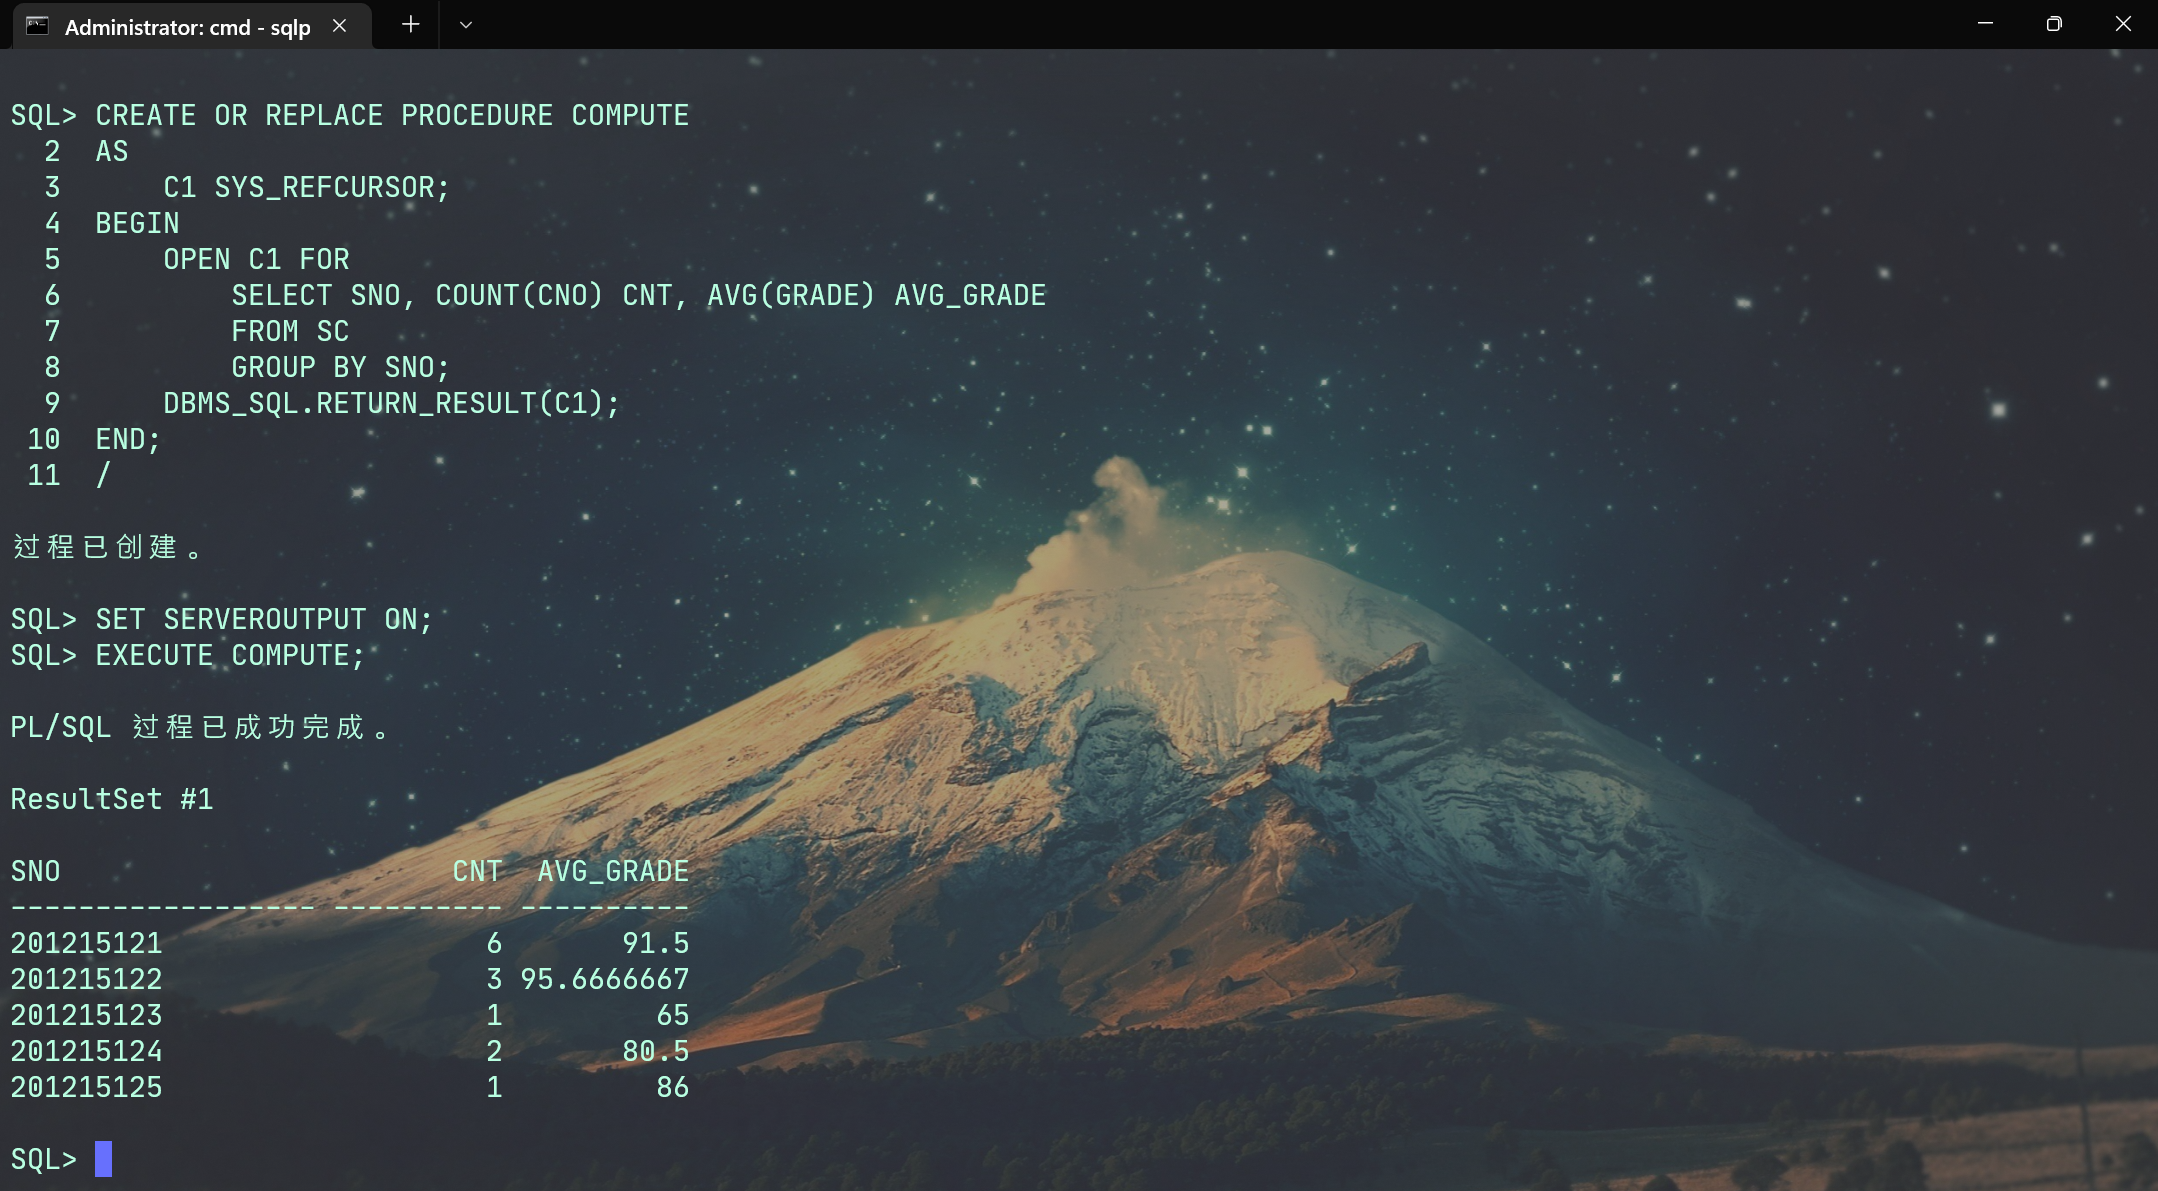 Administrator: cmd - sqlp
SQL> CREATE OR REPLACE PROCEDURE COMPUTE
  2  AS
  3      C1 SYS_REFCURSOR;
  4  BEGIN
  5      OPEN C1 FOR
  6          SELECT SNO, COUNT(CNO) CNT, AVG(GRADE) AVG_GRADE
  7          FROM SC
  8          GROUP BY SNO;
  9      DBMS_SQL.RETURN_RESULT(C1);
 10  END;
 11  /
过程已创建。
SQL> SET SERVEROUTPUT ON;
SQL> EXECUTE COMPUTE;
PL/SQL 过程已成功完成。
ResultSet #1
SNO                       CNT  AVG_GRADE
------------------ ---------- ----------
201215121                   6       91.5
201215122                   3 95.6666667
201215123                   1         65
201215124                   2       80.5
201215125                   1         86
SQL>